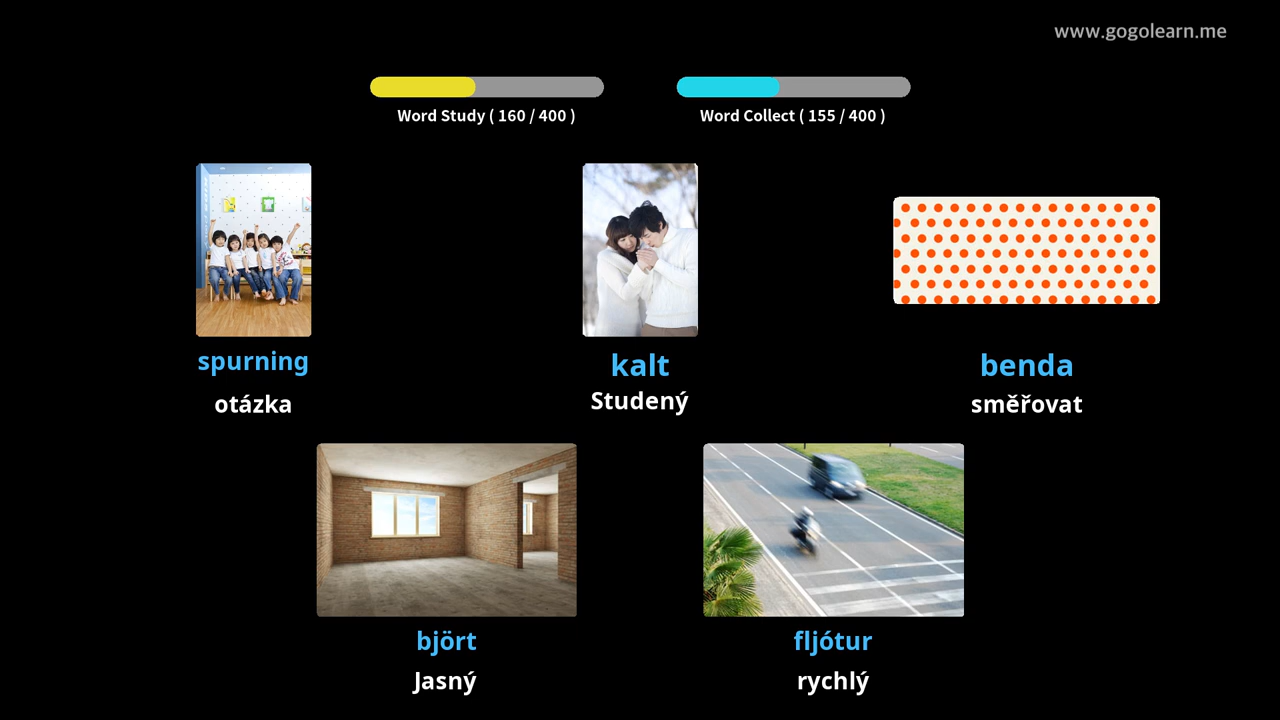 www.gogolearn.me
Word Study ( 160 / 400 )
Word Collect ( 155 / 400 )
spurning
otázka
kalt
Studený
benda
směřovat
björt
Jasný
fljótur
rychlý